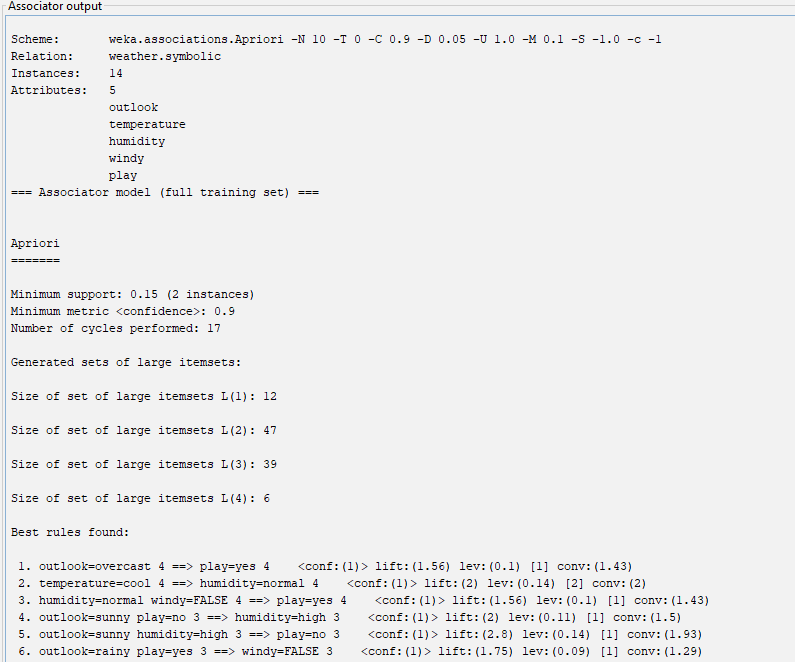 Associator output
Scheme:       weka.associations.Apriori -N 10 -T 0 -C 0.9 -D 0.05 -U 1.0 -M 0.1 -S -1.0 -c -1
Relation:     weather.symbolic
Instances:    14
Attributes:   5
              outlook
              temperature
              humidity
              windy
              play
=== Associator model (full training set) ===
Apriori
=======
Minimum support: 0.15 (2 instances)
Minimum metric <confidence>: 0.9
Number of cycles performed: 17
Generated sets of large itemsets:
Size of set of large itemsets L(1): 12
Size of set of large itemsets L(2): 47
Size of set of large itemsets L(3): 39
Size of set of large itemsets L(4): 6
Best rules found:
 1. outlook=overcast 4 ==> play=yes 4    <conf:(1)> lift:(1.56) lev:(0.1) [1] conv:(1.43)
 2. temperature=cool 4 ==> humidity=normal 4    <conf:(1)> lift:(2) lev:(0.14) [2] conv:(2)
 3. humidity=normal windy=FALSE 4 ==> play=yes 4    <conf:(1)> lift:(1.56) lev:(0.1) [1] conv:(1.43)
 4. outlook=sunny play=no 3 ==> humidity=high 3    <conf:(1)> lift:(2) lev:(0.11) [1] conv:(1.5)
 5. outlook=sunny humidity=high 3 ==> play=no 3    <conf:(1)> lift:(2.8) lev:(0.14) [1] conv:(1.93)
 6. outlook=rainy play=yes 3 ==> windy=FALSE 3    <conf:(1)> lift:(1.75) lev:(0.09) [1] conv:(1.29)